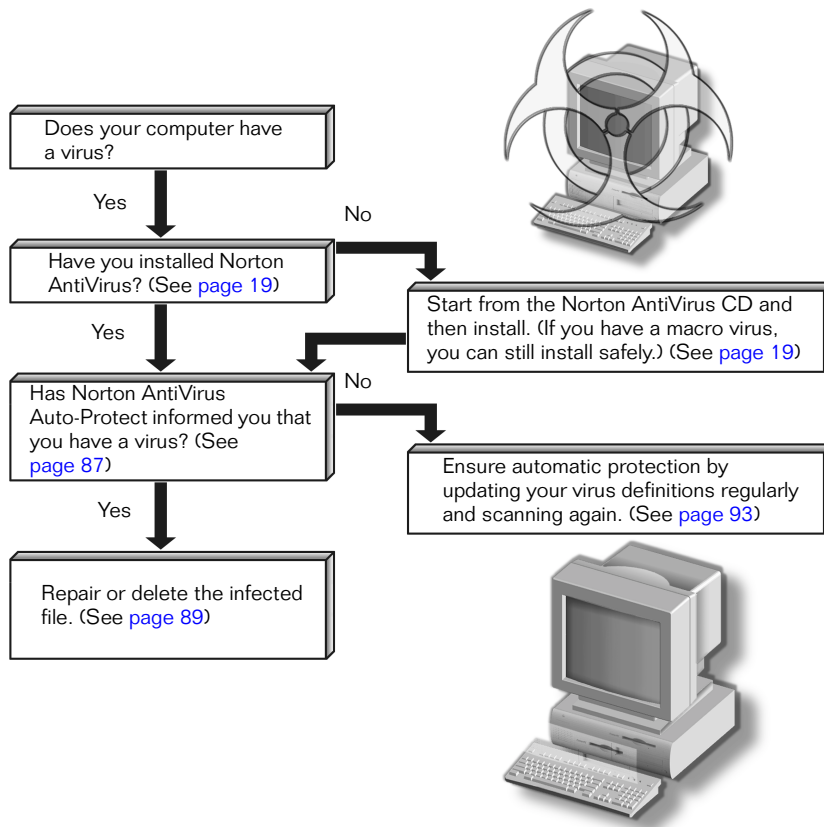 Does your computer have
a virus?
Yes
No
Have you installed Norton
AntiVirus? (See page 19)
Start from the Norton AntiVirus CD and
then install. (If you have a macro virus,
you can still install safely.) (See page 19)
Yes
No
Has Norton AntiVirus
Auto-Protect informed you that
you have a virus? (See
page 87)
Ensure automatic protection by
updating your virus definitions regularly
and scanning again. (See page 93)
Yes
Repair or delete the infected
file. (See page 89)